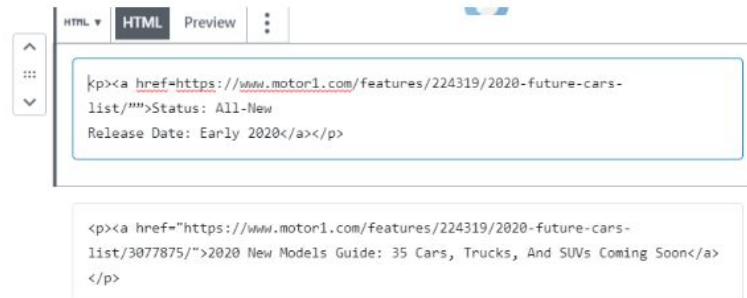 HTML ▼ HTML Preview
<p><a href=https://www.motor1.com/features/224319/2020-future-cars-
list/"”>Status: All-New
Release Date: Early 2020</a></p>
<p><a href="https://www.motor1.com/features/224319/2020-future-cars-
list/3077875/">2020 New Models Guide: 35 Cars, Trucks, And SUVs Coming Soon</a>
</p>